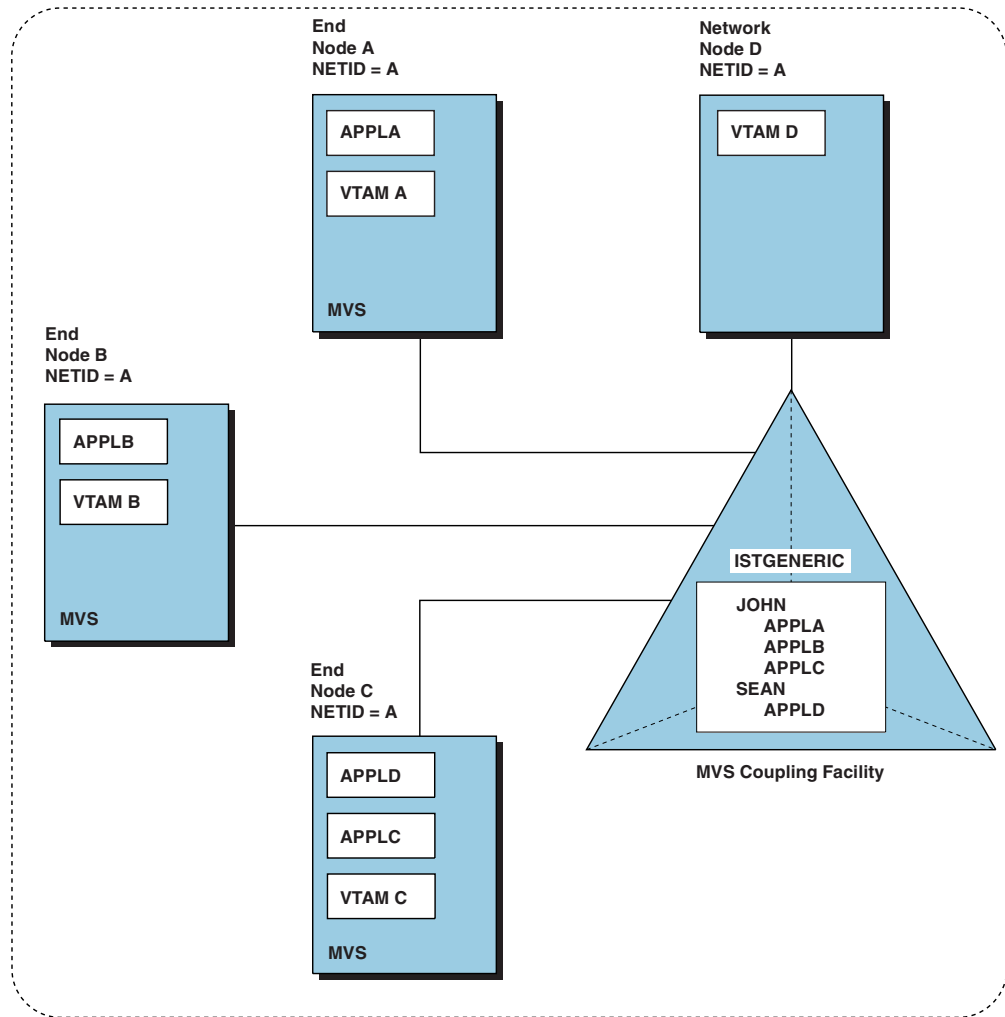 End
Node A
NETID = A
APPLA
VTAM A
MVS
Network
Node D
NETID = A
VTAM D
End
Node B
NETID = A
APPLB
VTAM B
MVS
ISTGENERIC
JOHN
APPLA
APPLB
APPLC
SEAN
APPLD
MVS Coupling Facility
End
Node C
NETID = A
APPLD
APPLC
VTAM C
MVS